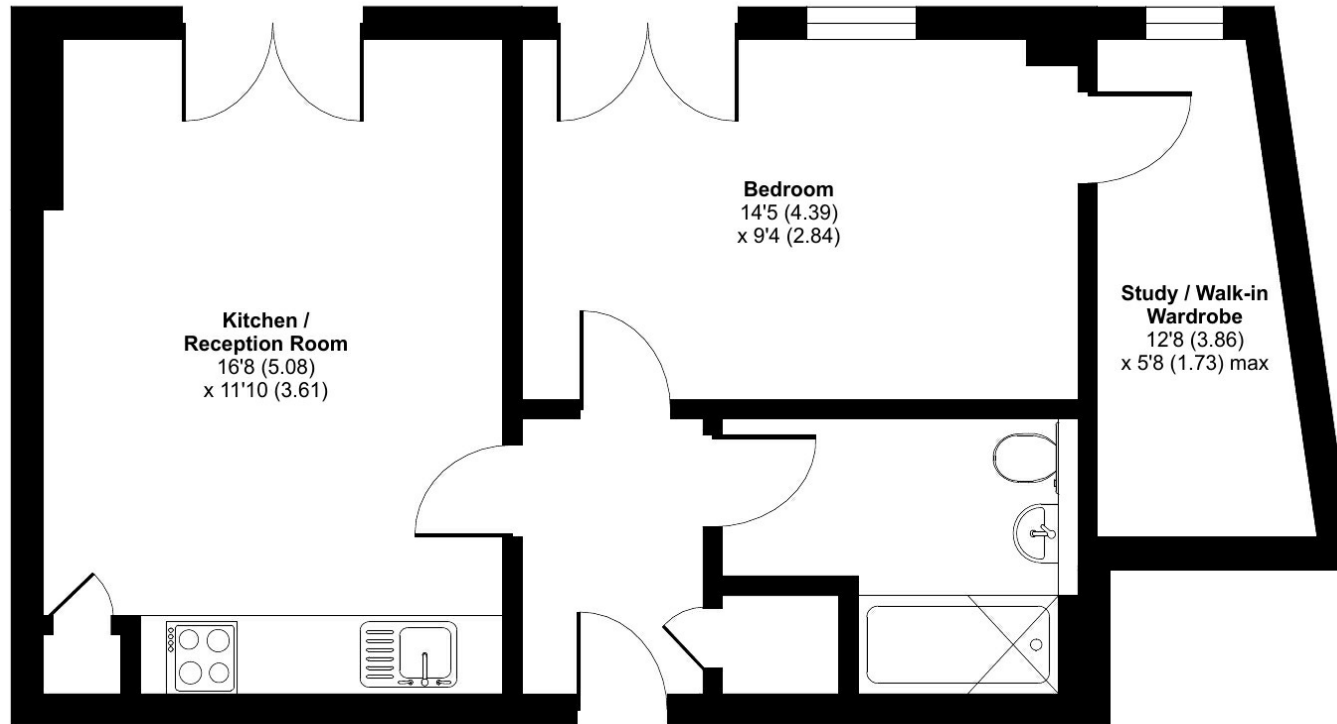 Kitchen /
Reception Room
16'8 (5.08)
x 11'10 (3.61)
Bedroom
14'5 (4.39)
x 9'4 (2.84)
Study / Walk-in
Wardrobe
12'8 (3.86)
x 5'8 (1.73) max